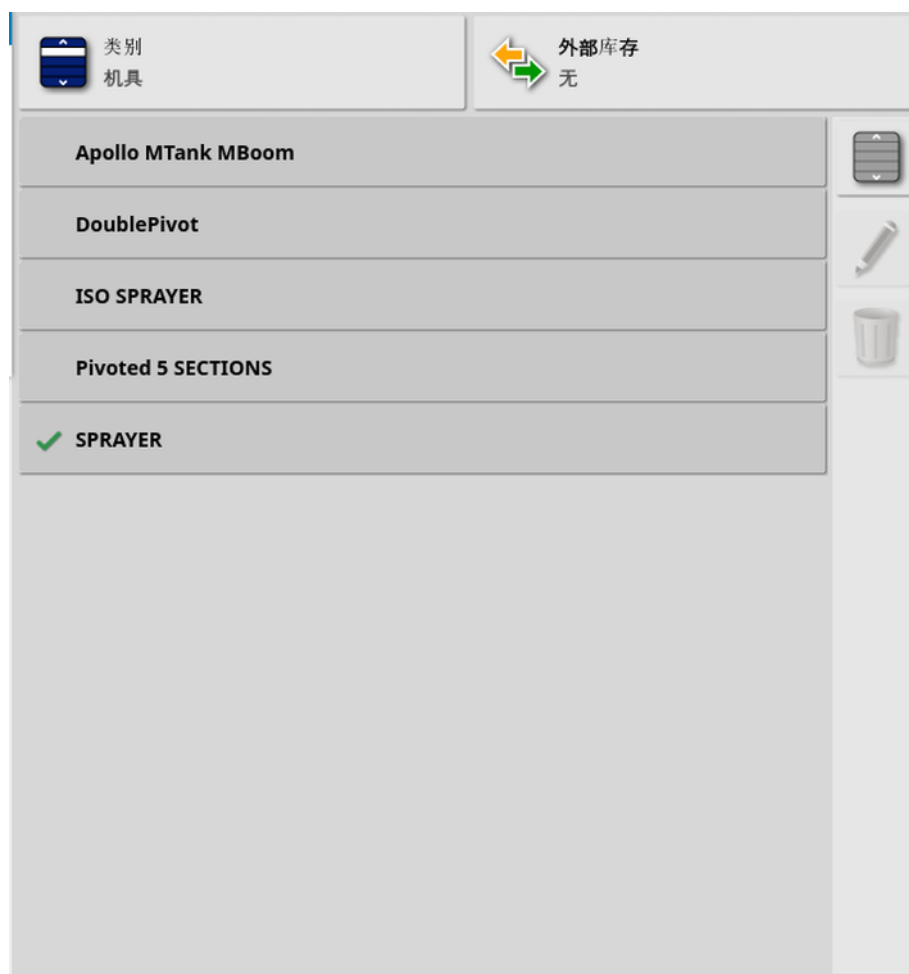 类别
机具
外部库存
无
Apollo MTank MBoom
DoublePivot
ISO SPRAYER
Pivoted 5 SECTIONS
SPRAYER